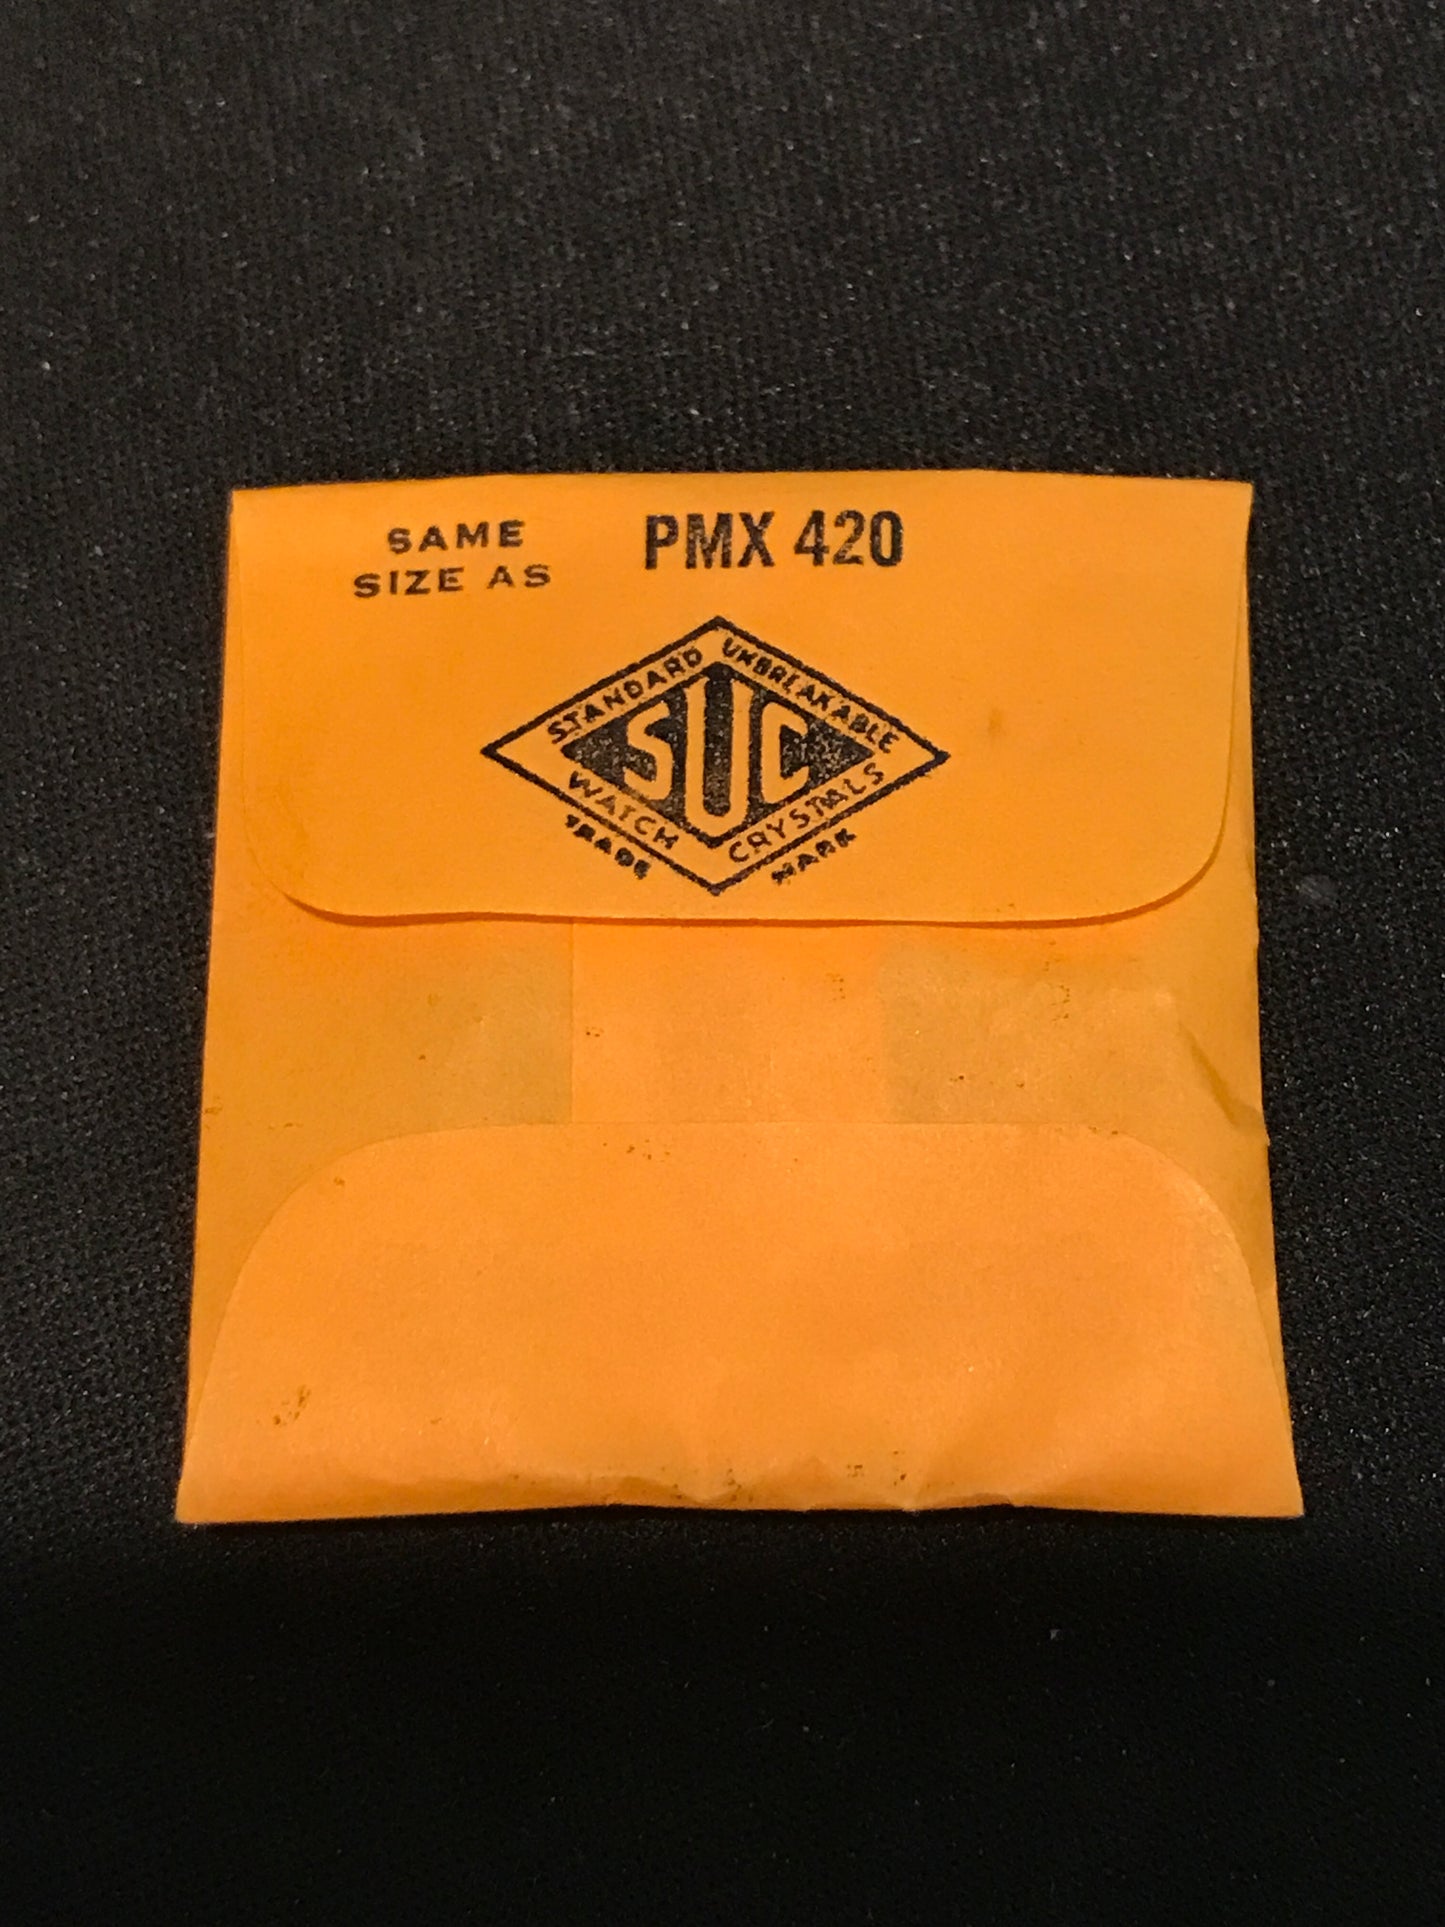 SAME
SIZE AS
PMX 420
STANDARD UNBREAKABLE
SUC
WATCH CRYSTALS
TRADE MARK